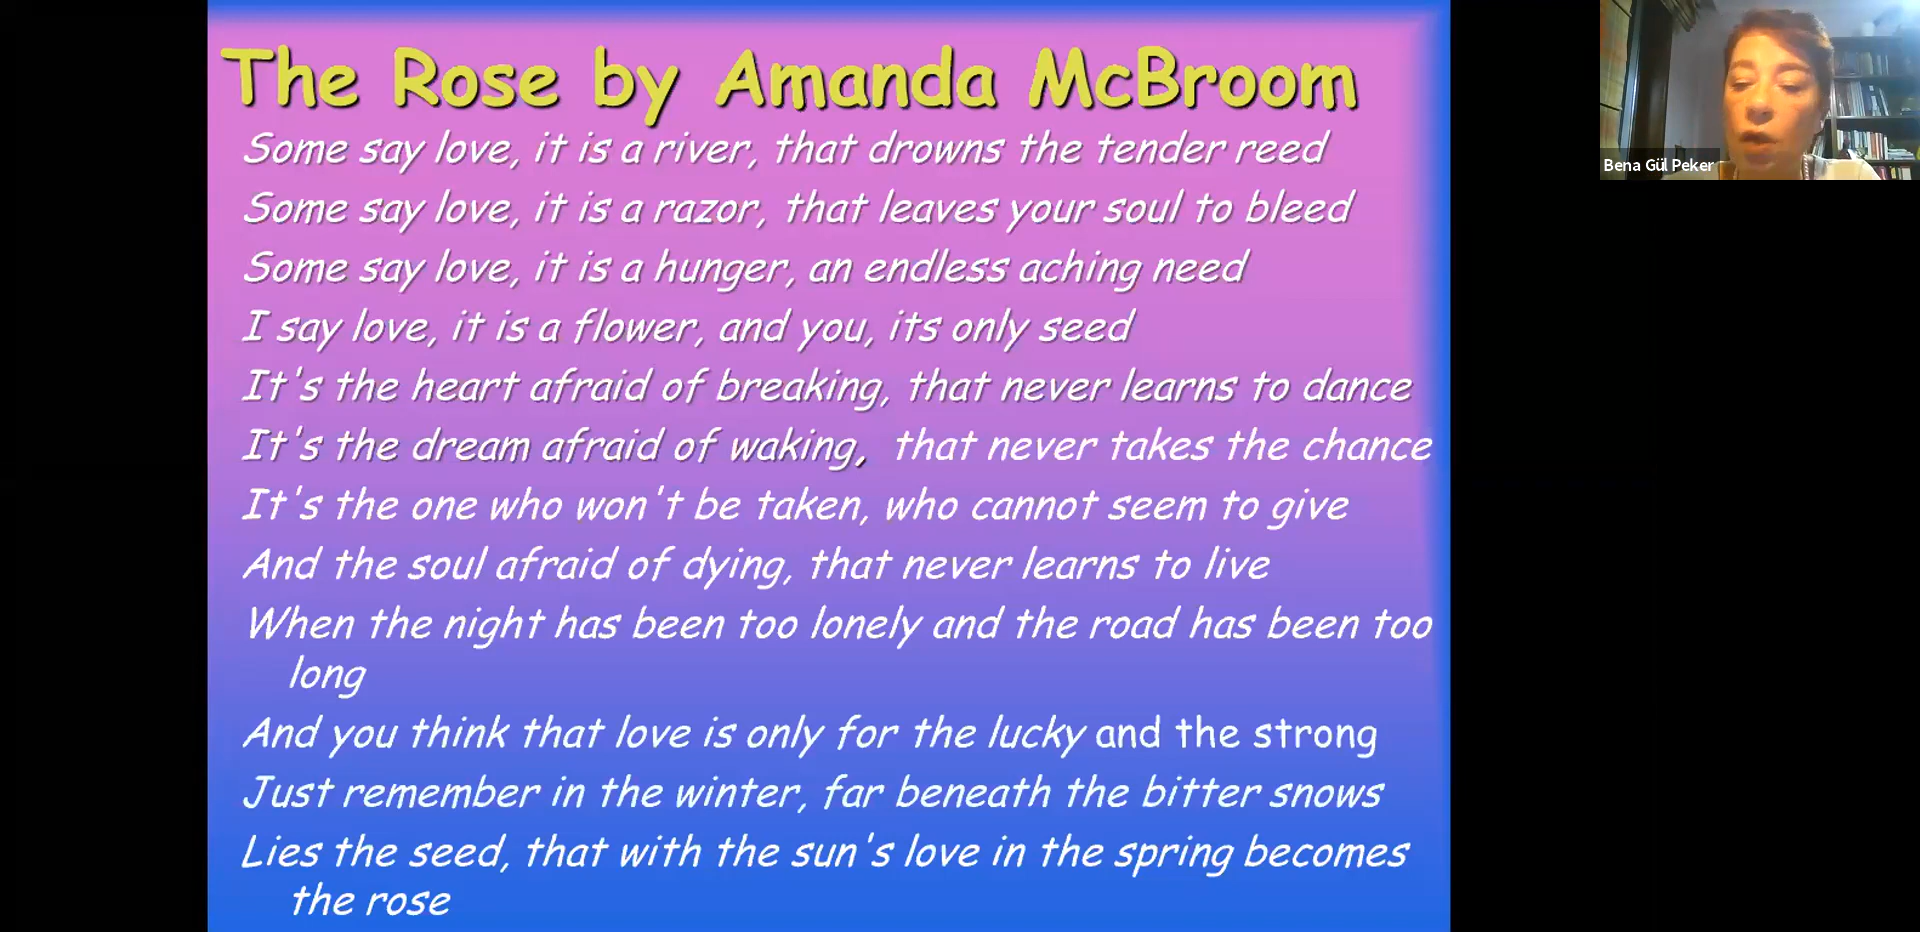 The Rose by Amanda McBroom
Some say love, it is a river, that drowns the tender reed
Some say love, it is a razor, that leaves your soul to bleed
Some say love, it is a hunger, an endless aching need
I say love, it is a flower, and you, its only seed
It's the heart afraid of breaking, that never learns to dance
It's the dream afraid of waking, that never takes the chance
It's the one who won't be taken, who cannot seem to give
And the soul afraid of dying, that never learns to live
When the night has been too lonely and the road has been too
long
And you think that love is only for the lucky and the strong
Just remember in the winter, far beneath the bitter snows
Lies the seed, that with the sun's love in the spring becomes
the rose
Bena Gül Peker